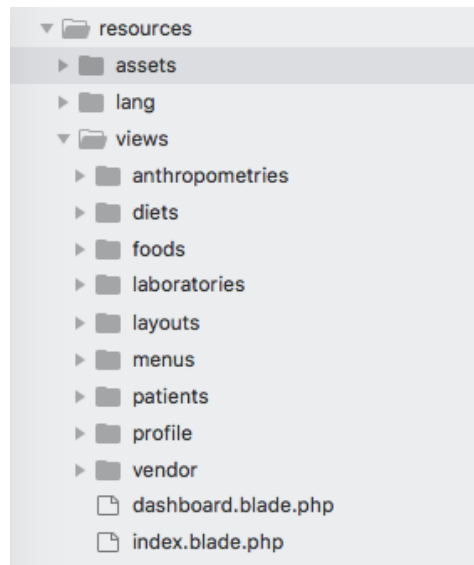 resources
assets
lang
views
anthropometries
diets
foods
laboratories
layouts
menus
patients
profile
vendor
dashboard.blade.php
index.blade.php